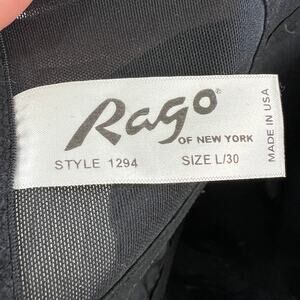 Rago®
OF NEW YORK
STYLE 1294 SIZE L/30
MADE IN USA